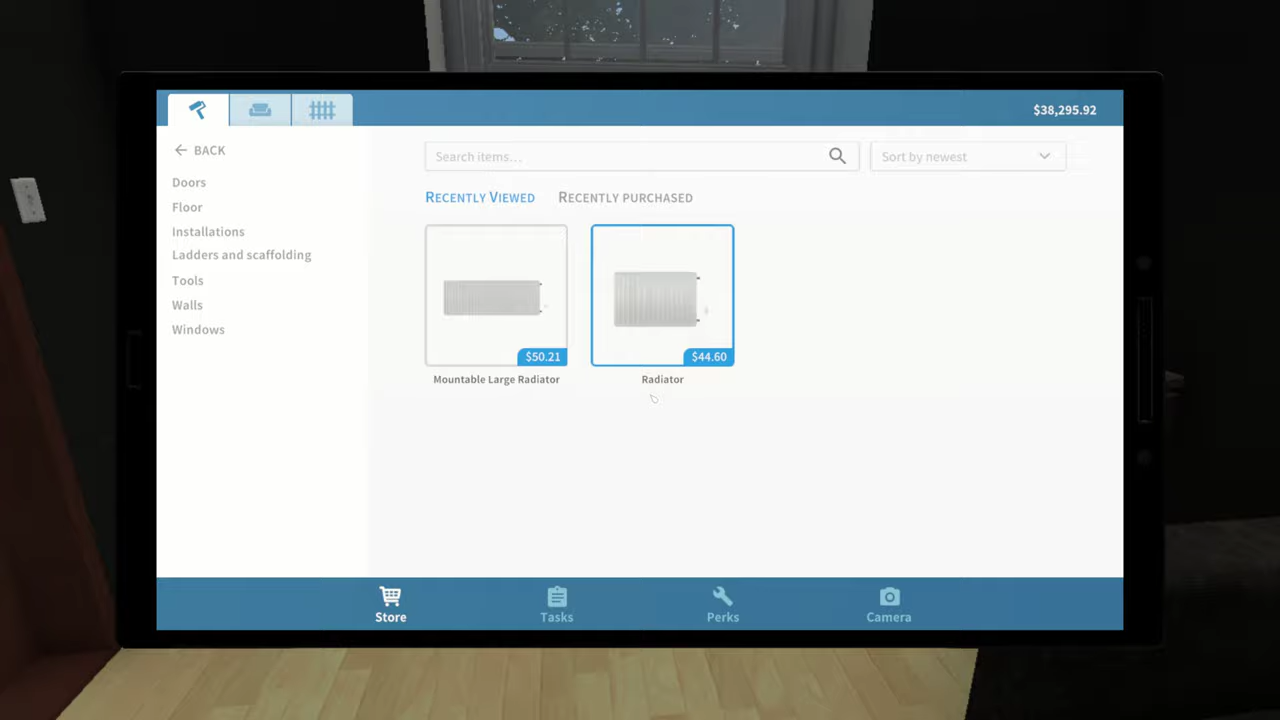 $38,295.92
BACK
Search items...
Sort by newest
Doors
Floor
Installations
Ladders and scaffolding
Tools
Walls
Windows
RECENTLY VIEWED
RECENTLY PURCHASED
$50.21
$44.60
Mountable Large Radiator
Radiator
Store
Tasks
Perks
Camera